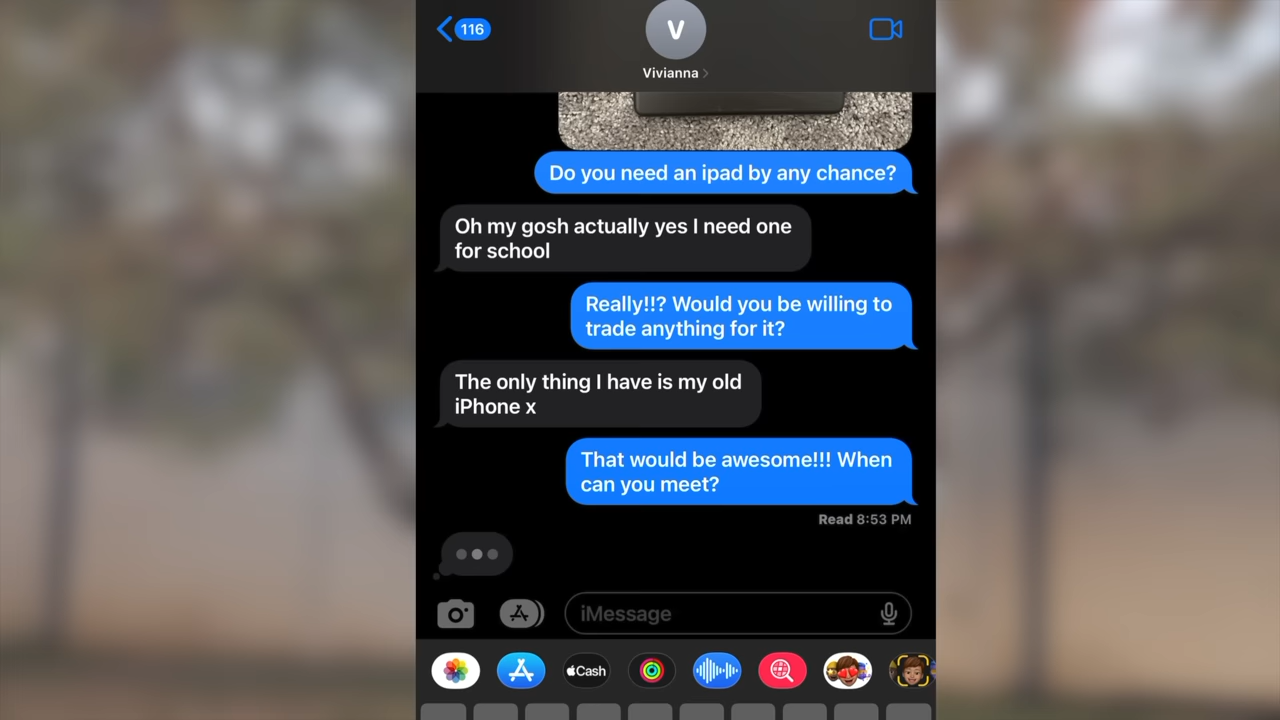 116
V
Vivianna
Do you need an ipad by any chance?
Oh my gosh actually yes I need one
for school
Really!!? Would you be willing to
trade anything for it?
The only thing I have is my old
iPhone x
That would be awesome!!! When
can you meet?
Read 8:53 PM
iMessage
Cash